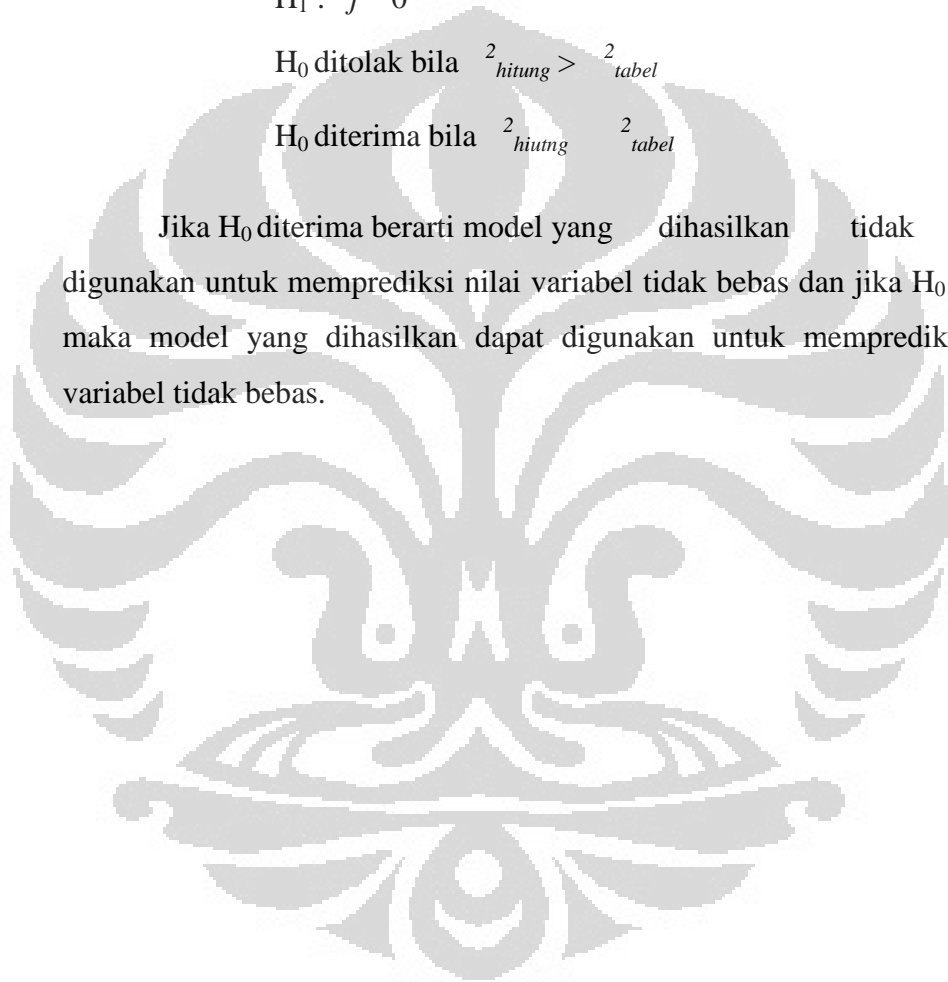 H₁ : j 0
H₀ ditolak bila ²hitung > ²tabel
H₀ diterima bila ²hiutng ²tabel
Jika H₀ diterima berarti model yang dihasilkan tidak
digunakan untuk memprediksi nilai variabel tidak bebas dan jika H₀
maka model yang dihasilkan dapat digunakan untuk mempredik
variabel tidak bebas.